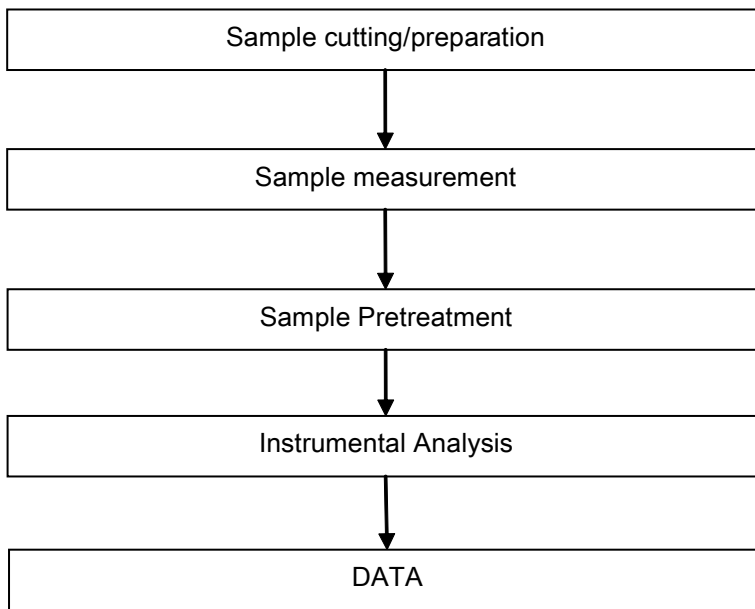 Sample cutting/preparation
Sample measurement
Sample Pretreatment
Instrumental Analysis
DATA